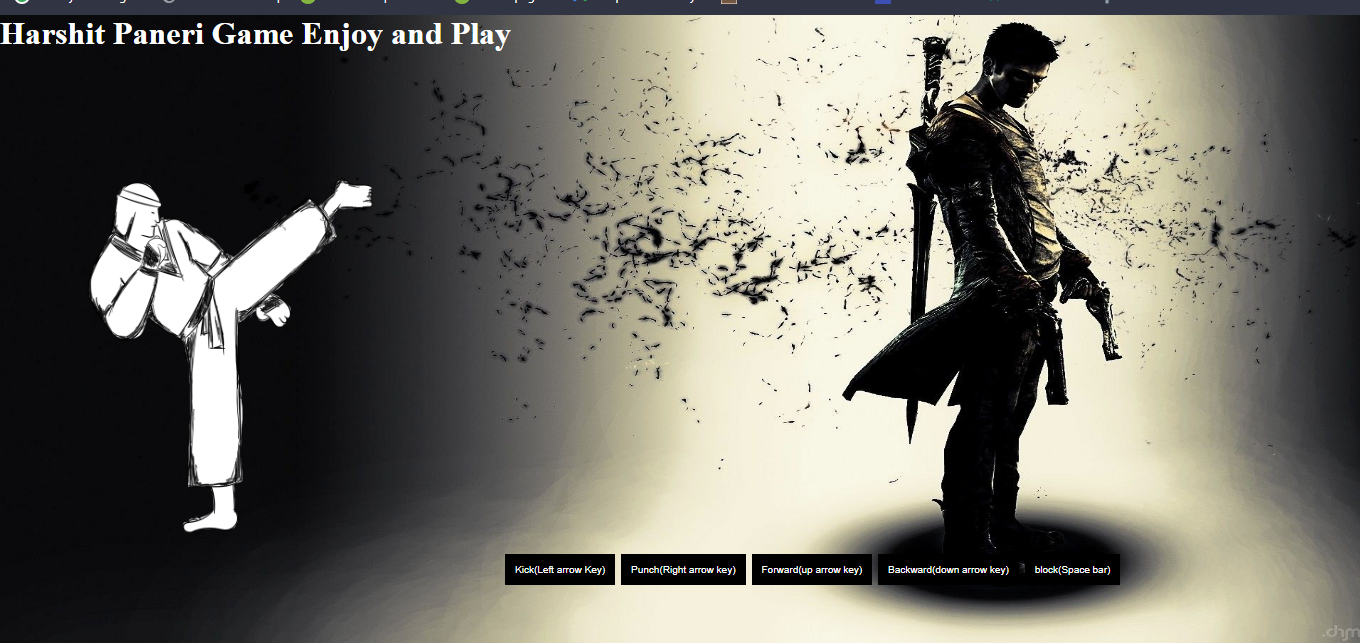 Harshit Paneri Game Enjoy and Play
Kick(Left arrow Key) Punch(Right arrow key) Forward(up arrow key) Backward(down arrow key) block(Space bar)